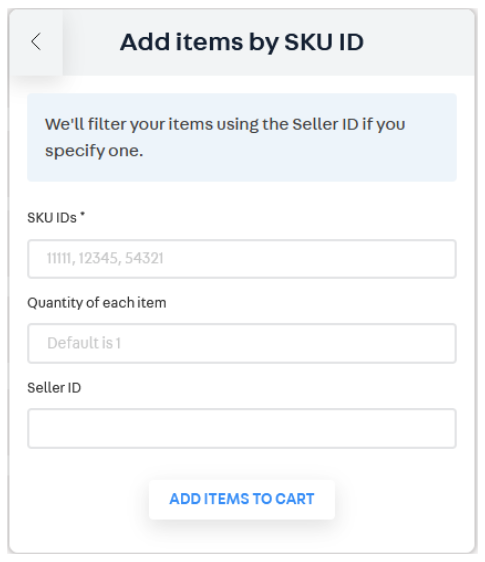 Add items by SKU ID
We'll filter your items using the Seller ID if you
specify one.
SKU IDs *
11111, 12345, 54321
Quantity of each item
Default is 1
Seller ID
ADD ITEMS TO CART